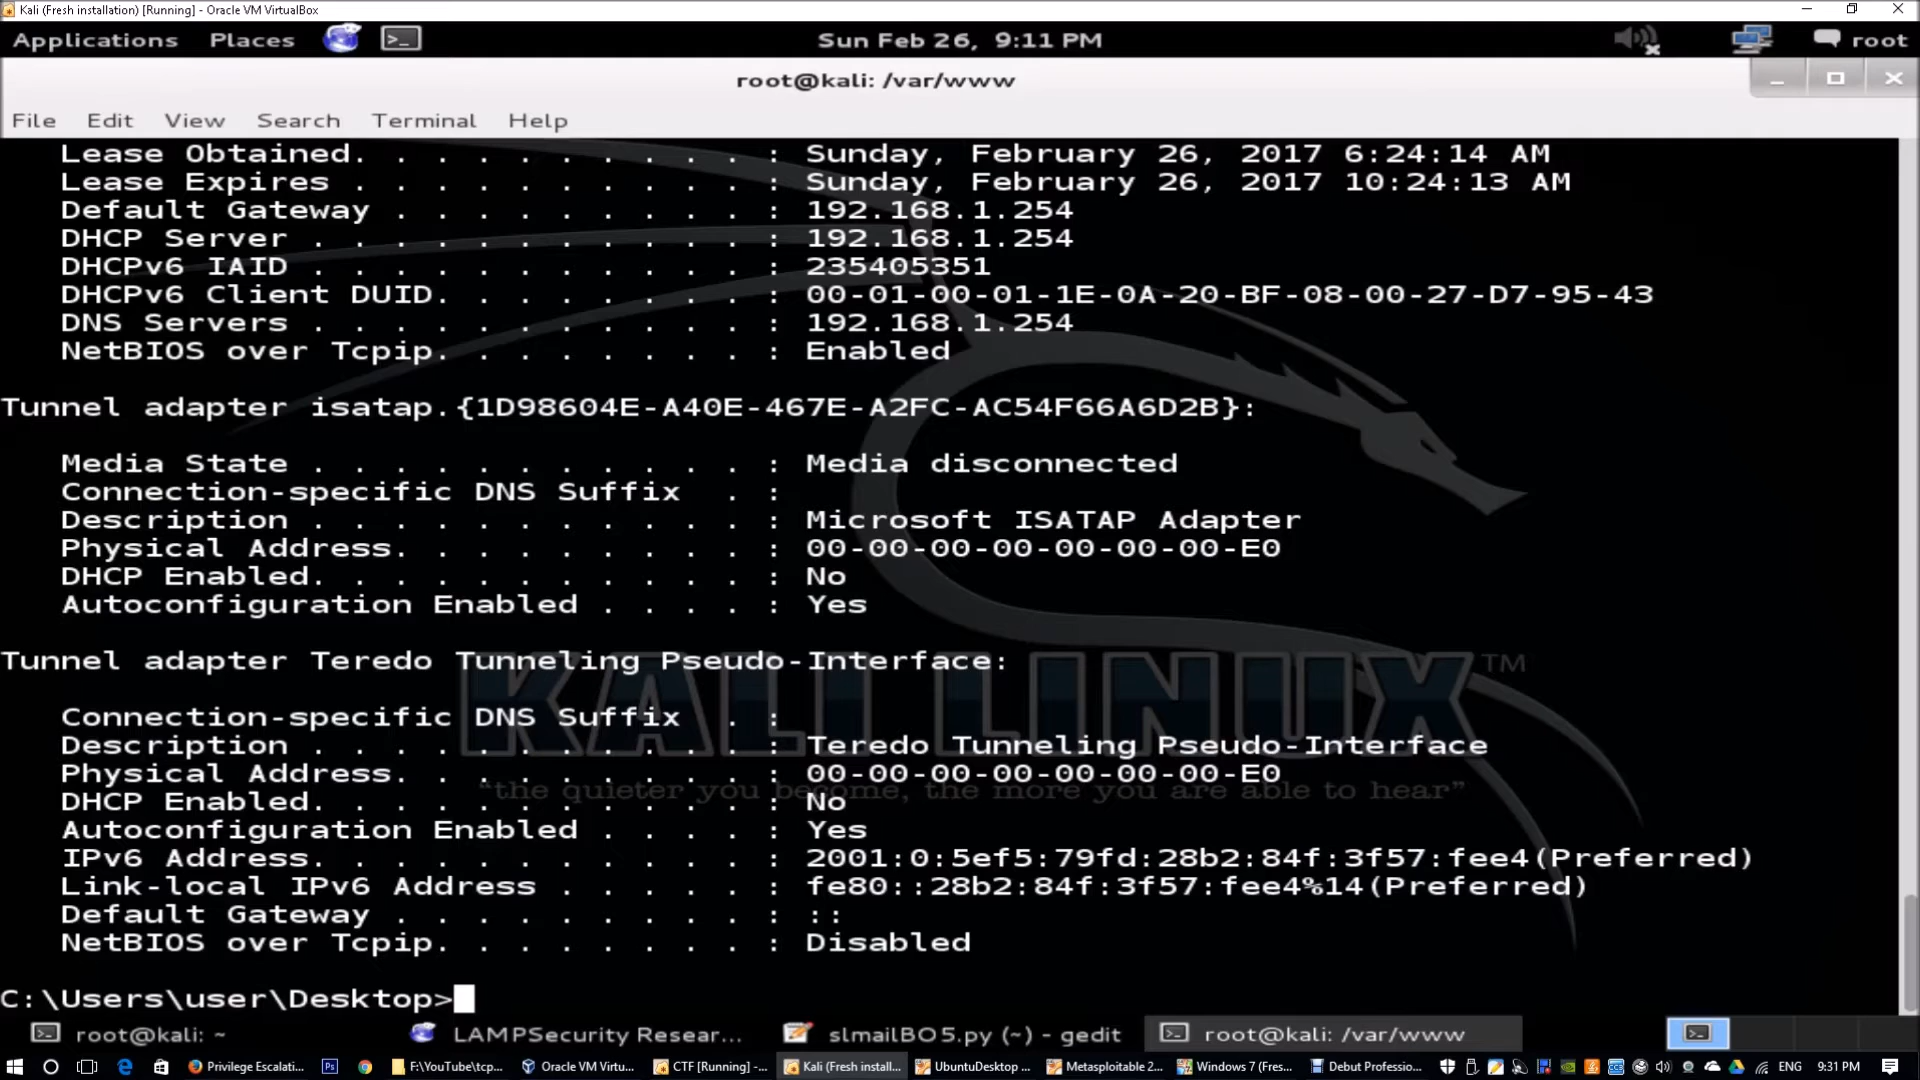 Kali (Fresh installation) [Running] - Oracle VM VirtualBox
Applications Places Sun Feb 26, 9:11 PM root
root@kali: /var/www
File Edit View Search Terminal Help
Lease Obtained. . . . . . . . . . : Sunday, February 26, 2017 6:24:14 AM
Lease Expires . . . . . . . . . . : Sunday, February 26, 2017 10:24:13 AM
Default Gateway . . . . . . . . . : 192.168.1.254
DHCP Server . . . . . . . . . . . : 192.168.1.254
DHCPv6 IAID . . . . . . . . . . . : 235405351
DHCPv6 Client DUID. . . . . . . . : 00-01-00-01-1E-0A-20-BF-08-00-27-D7-95-43
DNS Servers . . . . . . . . . . . : 192.168.1.254
NetBIOS over Tcpip. . . . . . . . : Enabled
Tunnel adapter isatap.{1D98604E-A40E-467E-A2FC-AC54F66A6D2B}:
Media State . . . . . . . . . . . : Media disconnected
Connection-specific DNS Suffix  . :
Description . . . . . . . . . . . : Microsoft ISATAP Adapter
Physical Address. . . . . . . . . : 00-00-00-00-00-00-00-E0
DHCP Enabled. . . . . . . . . . . : No
Autoconfiguration Enabled . . . . : Yes
Tunnel adapter Teredo Tunneling Pseudo-Interface:
KALI LINUX™
Connection-specific DNS Suffix  . :
Description . . . . . . . . . . . : Teredo Tunneling Pseudo-Interface
Physical Address. . . . . . . . . : 00-00-00-00-00-00-00-E0
“the quieter you become, the more you are able to hear”
DHCP Enabled. . . . . . . . . . . : No
Autoconfiguration Enabled . . . . : Yes
IPv6 Address. . . . . . . . . . . : 2001:0:5ef5:79fd:28b2:84f:3f57:fee4(Preferred)
Link-local IPv6 Address . . . . . : fe80::28b2:84f:3f57:fee4%14(Preferred)
Default Gateway . . . . . . . . . : ::
NetBIOS over Tcpip. . . . . . . . : Disabled
C:\Users\user\Desktop>
root@kali: ~ LAMPSecurity Resear... slmailBO5.py (~) - gedit root@kali: /var/www
Privilege Escalati... F:\YouTube\tcp... Oracle VM Virtu... CTF [Running] -... Kali (Fresh install... UbuntuDesktop ... Metasploitable 2... Windows 7 (Fres... Debut Professio... ENG 9:31 PM